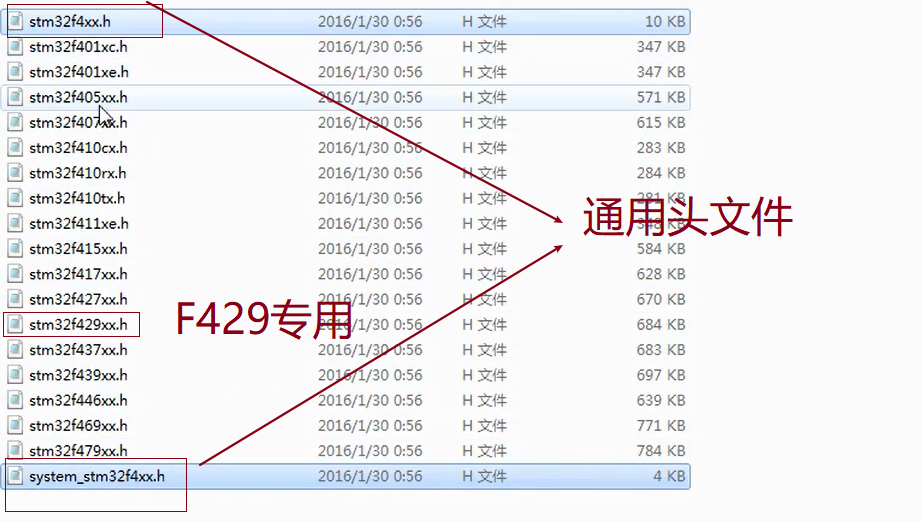 stm32f4xx.h 2016/1/30 0:56 H 文件 10 KB
stm32f401xc.h 2016/1/30 0:56 H 文件 347 KB
stm32f401xe.h 2016/1/30 0:56 H 文件 347 KB
stm32f405xx.h 2016/1/30 0:56 H 文件 571 KB
stm32f407xx.h 2016/1/30 0:56 H 文件 615 KB
stm32f410cx.h 2016/1/30 0:56 H 文件 283 KB
stm32f410rx.h 2016/1/30 0:56 H 文件 284 KB
stm32f410tx.h 2016/1/30 0:56 H 文件 281 KB
通用头文件
stm32f411xe.h 2016/1/30 0:56 H 文件 348 KB
stm32f415xx.h 2016/1/30 0:56 H 文件 584 KB
stm32f417xx.h 2016/1/30 0:56 H 文件 628 KB
stm32f427xx.h 2016/1/30 0:56 H 文件 670 KB
F429专用
stm32f429xx.h 2016/1/30 0:56 H 文件 684 KB
stm32f437xx.h 2016/1/30 0:56 H 文件 683 KB
stm32f439xx.h 2016/1/30 0:56 H 文件 697 KB
stm32f446xx.h 2016/1/30 0:56 H 文件 639 KB
stm32f469xx.h 2016/1/30 0:56 H 文件 771 KB
stm32f479xx.h 2016/1/30 0:56 H 文件 784 KB
system_stm32f4xx.h 2016/1/30 0:56 H 文件 4 KB